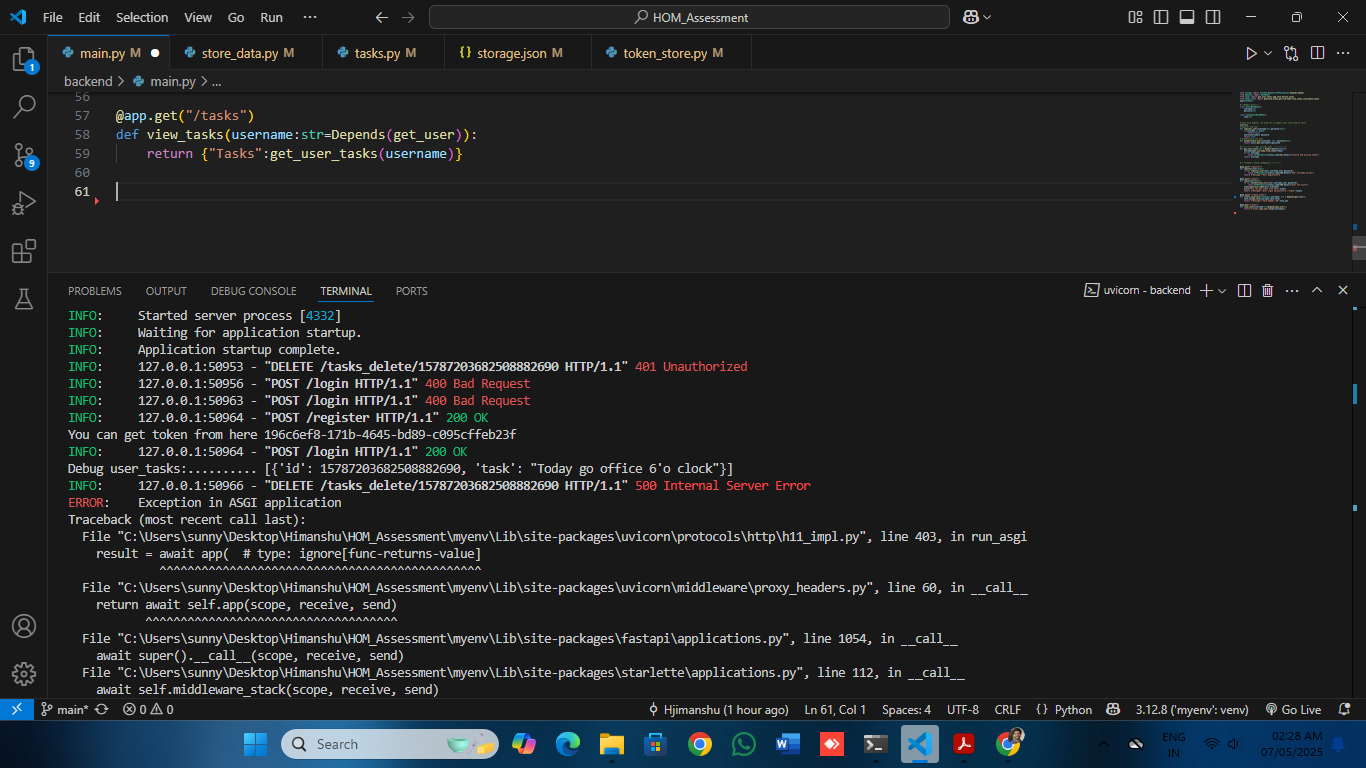 File Edit Selection View Go Run ··· HOM_Assessment
main.py M store_data.py M tasks.py M {} storage.json M token_store.py M
backend > main.py > ...
56
57 @app.get("/tasks")
58 def view_tasks(username:str=Depends(get_user)):
59 return {"Tasks":get_user_tasks(username)}
60
61
1
9
PROBLEMS OUTPUT DEBUG CONSOLE TERMINAL PORTS uvicorn - backend
INFO: Started server process [4332]
INFO: Waiting for application startup.
INFO: Application startup complete.
INFO: 127.0.0.1:50953 - "DELETE /tasks_delete/15787203682508882690 HTTP/1.1" 401 Unauthorized
INFO: 127.0.0.1:50956 - "POST /login HTTP/1.1" 400 Bad Request
INFO: 127.0.0.1:50963 - "POST /login HTTP/1.1" 400 Bad Request
INFO: 127.0.0.1:50964 - "POST /register HTTP/1.1" 200 OK
You can get token from here 196c6ef8-171b-4645-bd89-c095cffeb23f
INFO: 127.0.0.1:50964 - "POST /login HTTP/1.1" 200 OK
Debug user_tasks:.......... [{'id': 15787203682508882690, 'task': "Today go office 6'o clock"}]
INFO: 127.0.0.1:50966 - "DELETE /tasks_delete/15787203682508882690 HTTP/1.1" 500 Internal Server Error
ERROR: Exception in ASGI application
Traceback (most recent call last):
File "C:\Users\sunny\Desktop\Himanshu\HOM_Assessment\myenv\Lib\site-packages\uvicorn\protocols\http\h11_impl.py", line 403, in run_asgi
result = await app( # type: ignore[func-returns-value]
^^^^^^^^^^^^^^^^^^^^^^^^^^^^^^^^^^^^^^^^^^^^^^
File "C:\Users\sunny\Desktop\Himanshu\HOM_Assessment\myenv\Lib\site-packages\uvicorn\middleware\proxy_headers.py", line 60, in __call__
return await self.app(scope, receive, send)
^^^^^^^^^^^^^^^^^^^^^^^^^^^^^^^^^^^^
File "C:\Users\sunny\Desktop\Himanshu\HOM_Assessment\myenv\Lib\site-packages\fastapi\applications.py", line 1054, in __call__
await super().__call__(scope, receive, send)
File "C:\Users\sunny\Desktop\Himanshu\HOM_Assessment\myenv\Lib\site-packages\starlette\applications.py", line 112, in __call__
await self.middleware_stack(scope, receive, send)
main* 0 0 Hjimanshu (1 hour ago) Ln 61, Col 1 Spaces: 4 UTF-8 CRLF {} Python 3.12.8 ('myenv': venv) Go Live
Search
ENG
IN
02:28 AM
07/05/2025